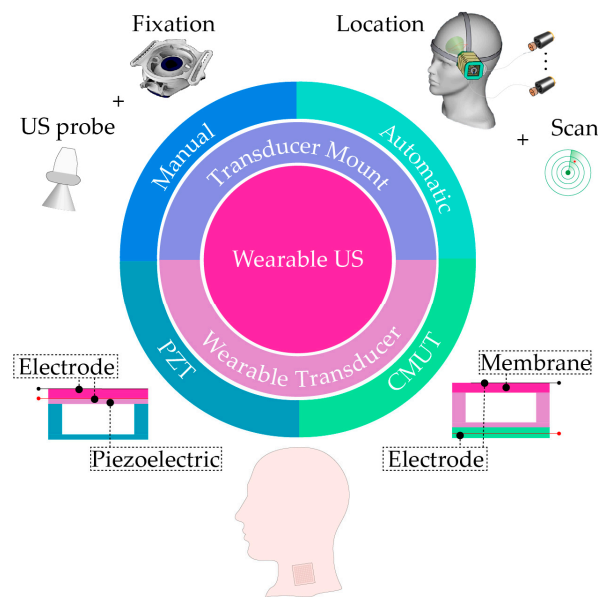 Fixation
Location
+
US probe
+ Scan
Manual
Automatic
Transducer Mount
Wearable US
Wearable Transducer
PZT
CMUT
Electrode
Membrane
Piezoelectric
Electrode